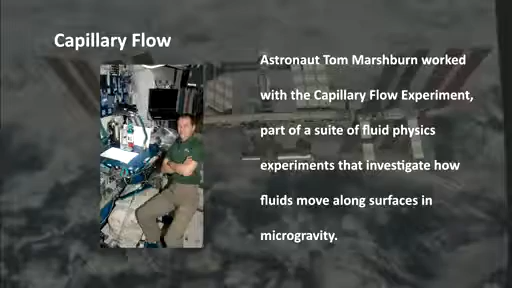 Capillary Flow
Astronaut Tom Marshburn worked
with the Capillary Flow Experiment,
part of a suite of fluid physics
experiments that investigate how
fluids move along surfaces in
microgravity.